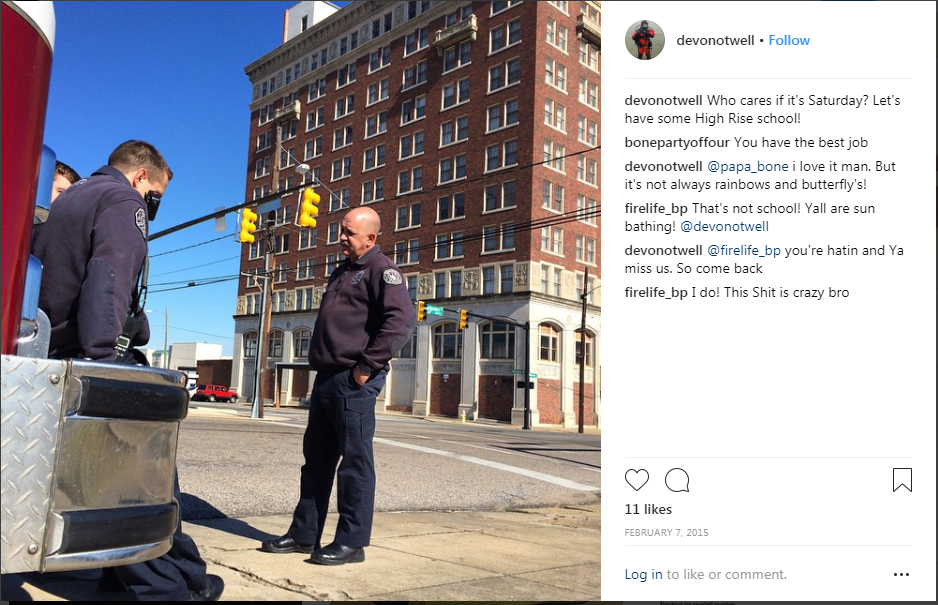 devonotwell • Follow
devonotwell Who cares if it's Saturday? Let's
have some High Rise school!
bonepartyoffour You have the best job
devonotwell @papa_bone i love it man. But
it's not always rainbows and butterfly's!
firelife_bp That's not school! Yall are sun
bathing! @devonotwell
devonotwell @firelife_bp you're hatin and Ya
miss us. So come back
firelife_bp I do! This Shit is crazy bro
11 likes
FEBRUARY 7, 2015
Log in to like or comment.